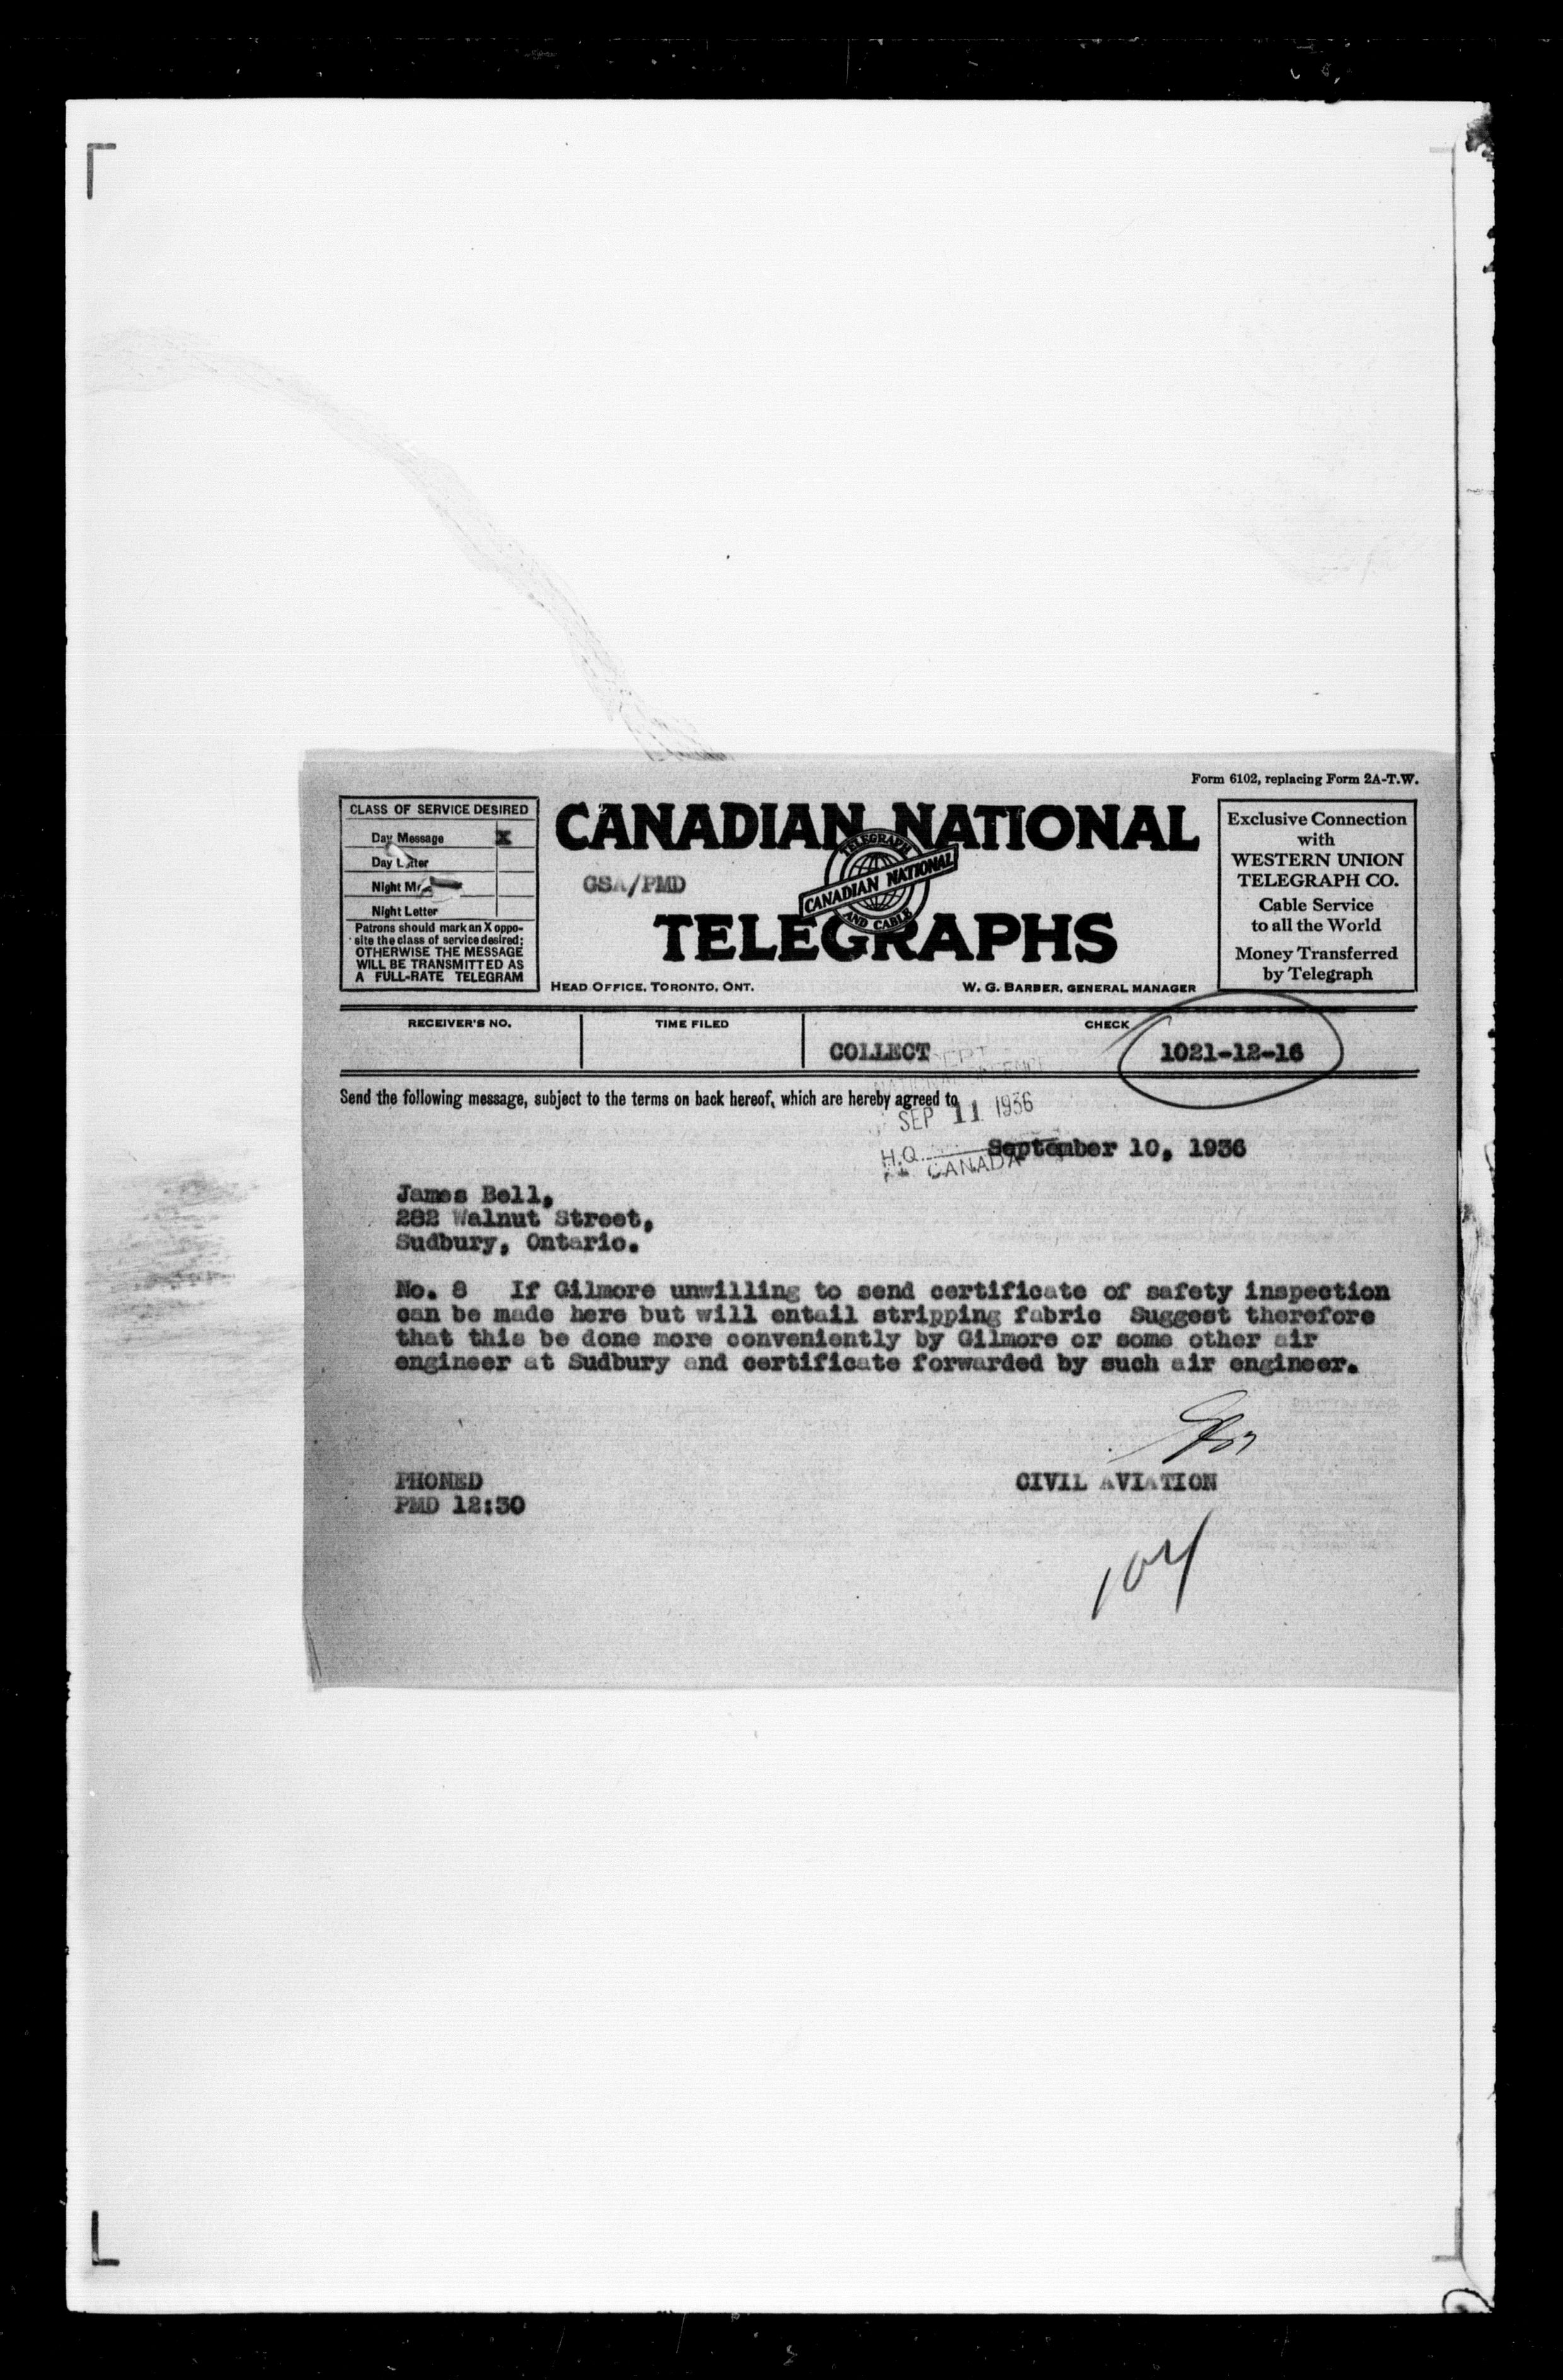 Form 6102, replacing Form 2A-T.W.
CLASS OF SERVICE DESIRED
Day Message X
Day Letter
Night
Night Letter
Patrons should mark an X oppo-
site the class of service desired;
OTHERWISE THE MESSAGE
WILL BE TRANSMITTED AS
A FULL-RATE TELEGRAM
CANADIAN NATIONAL
TELEGRAPH
CANADIAN NATIONAL
AND CABLE
GSA/PMD
TELEGRAPHS
HEAD OFFICE, TORONTO, ONT.
W. G. BARBER, GENERAL MANAGER
Exclusive Connection
with
WESTERN UNION
TELEGRAPH CO.
Cable Service
to all the World
Money Transferred
by Telegraph
RECEIVER'S NO.
TIME FILED
CHECK
COLLECT
1021-12-16
Send the following message, subject to the terms on back hereof, which are hereby agreed to
SEP 11 1936
H.Q.
CANADA
September 10, 1936
James Bell,
282 Walnut Street,
Sudbury, Ontario.
No. 8 If Gilmore unwilling to send certificate of safety inspection
can be made here but will entail stripping fabric Suggest therefore
that this be done more conveniently by Gilmore or some other air
engineer at Sudbury and certificate forwarded by such air engineer.
PHONED
PMD 12:30
CIVIL AVIATION
104